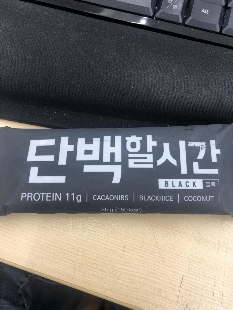 단백할시간
BLACK 블랙
PROTEIN 11g | CACAONIBS | BLACKRICE | COCONUT